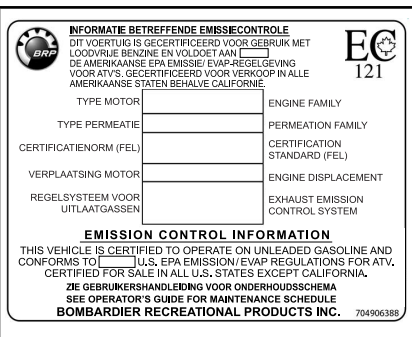 BRP
INFORMATIE BETREFFENDE EMISSIECONTROLE
DIT VOERTUIG IS GECERTIFICEERD VOOR GEBRUIK MET
LOODVRIJE BENZINE EN VOLDOET AAN
DE AMERIKAANSE EPA EMISSIE/ EVAP-REGELGEVING
VOOR ATV'S. GECERTIFICEERD VOOR VERKOOP IN ALLE
AMERIKAANSE STATEN BEHALVE CALIFORNIË.
EC
121
TYPE MOTOR ENGINE FAMILY
TYPE PERMEATIE PERMEATION FAMILY
CERTIFICATIENORM (FEL) CERTIFICATION
STANDARD (FEL)
VERPLAATSING MOTOR ENGINE DISPLACEMENT
REGELSYSTEEM VOOR EXHAUST EMISSION
UITLAATGASSEN CONTROL SYSTEM
EMISSION CONTROL INFORMATION
THIS VEHICLE IS CERTIFIED TO OPERATE ON UNLEADED GASOLINE AND
CONFORMS TO U.S. EPA EMISSION/ EVAP REGULATIONS FOR ATV.
CERTIFIED FOR SALE IN ALL U.S. STATES EXCEPT CALIFORNIA.
ZIE GEBRUIKERSHANDLEIDING VOOR ONDERHOUDSSCHEMA
SEE OPERATOR'S GUIDE FOR MAINTENANCE SCHEDULE
BOMBARDIER RECREATIONAL PRODUCTS INC. 704906388